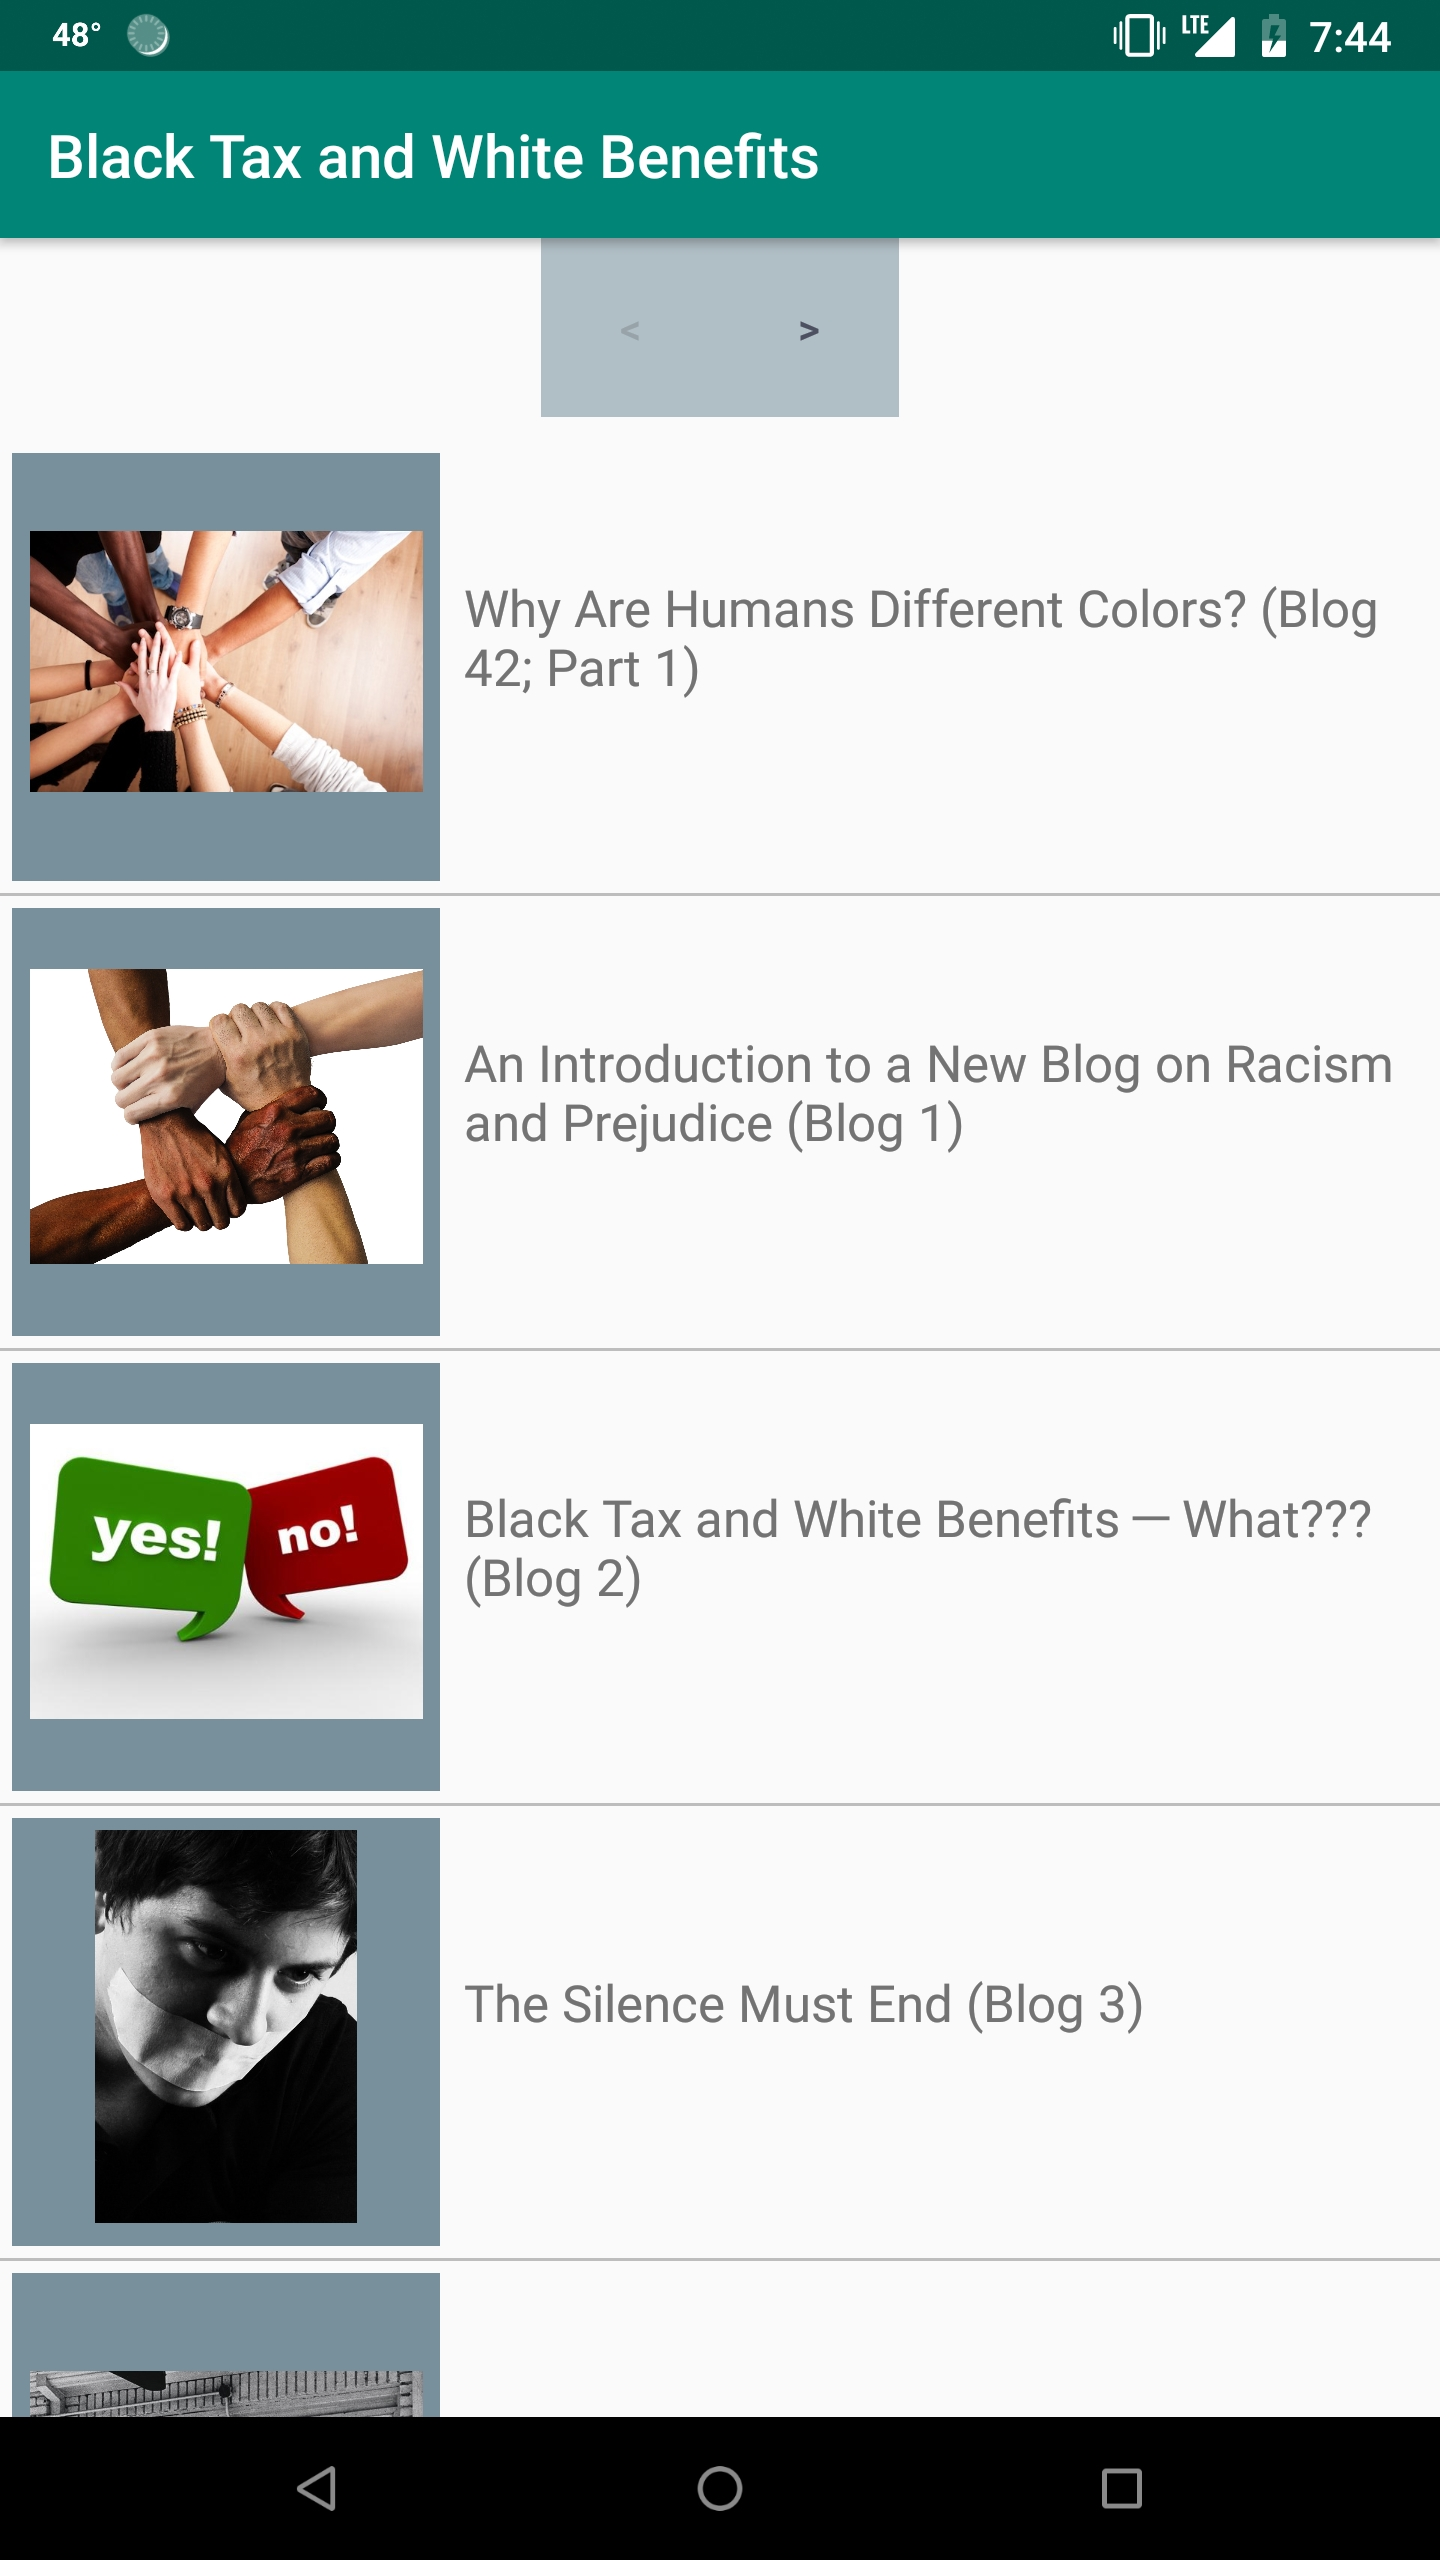 48°
LTE
7:44
Black Tax and White Benefits
< >
Why Are Humans Different Colors? (Blog
42; Part 1)
An Introduction to a New Blog on Racism
and Prejudice (Blog 1)
yes! no!
Black Tax and White Benefits — What???
(Blog 2)
The Silence Must End (Blog 3)